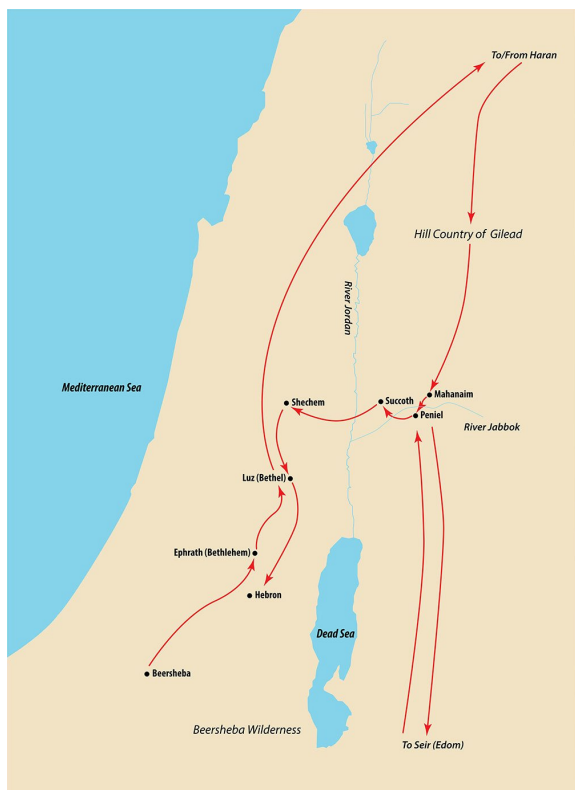 To/From Haran
Hill Country of Gilead
River Jordan
Mediterranean Sea
Shechem
Succoth
Mahanaim
Peniel
River Jabbok
Luz (Bethel)
Ephrath (Bethlehem)
Hebron
Dead Sea
Beersheba
Beersheba Wilderness
To Seir (Edom)